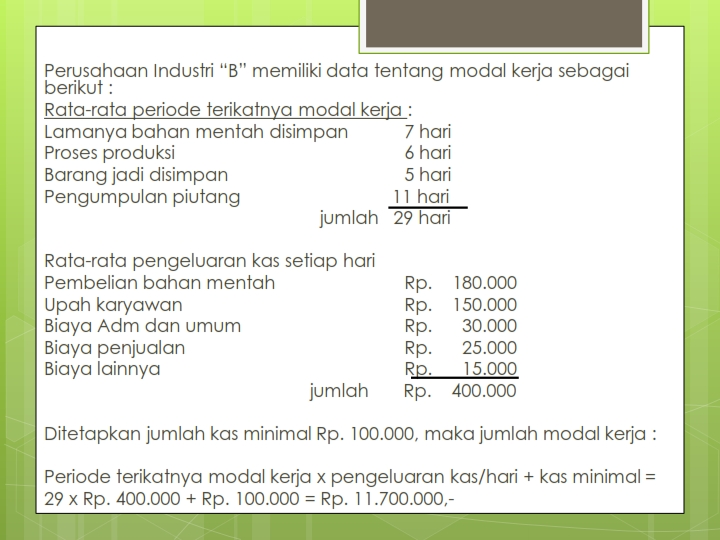 Perusahaan Industri “B” memiliki data tentang modal kerja sebagai
berikut :
Rata-rata periode terikatnya modal kerja :
Lamanya bahan mentah disimpan 7 hari
Proses produksi 6 hari
Barang jadi disimpan 5 hari
Pengumpulan piutang 11 hari
jumlah 29 hari
Rata-rata pengeluaran kas setiap hari
Pembelian bahan mentah Rp. 180.000
Upah karyawan Rp. 150.000
Biaya Adm dan umum Rp. 30.000
Biaya penjualan Rp. 25.000
Biaya lainnya Rp. 15.000
jumlah Rp. 400.000
Ditetapkan jumlah kas minimal Rp. 100.000, maka jumlah modal kerja :
Periode terikatnya modal kerja x pengeluaran kas/hari + kas minimal =
29 x Rp. 400.000 + Rp. 100.000 = Rp. 11.700.000,-